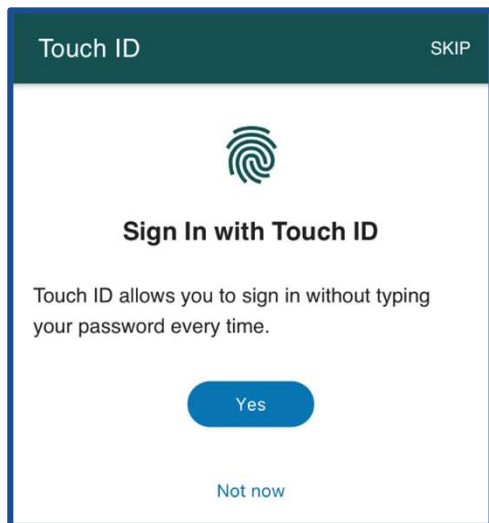 Touch ID SKIP
Sign In with Touch ID
Touch ID allows you to sign in without typing
your password every time.
Yes
Not now